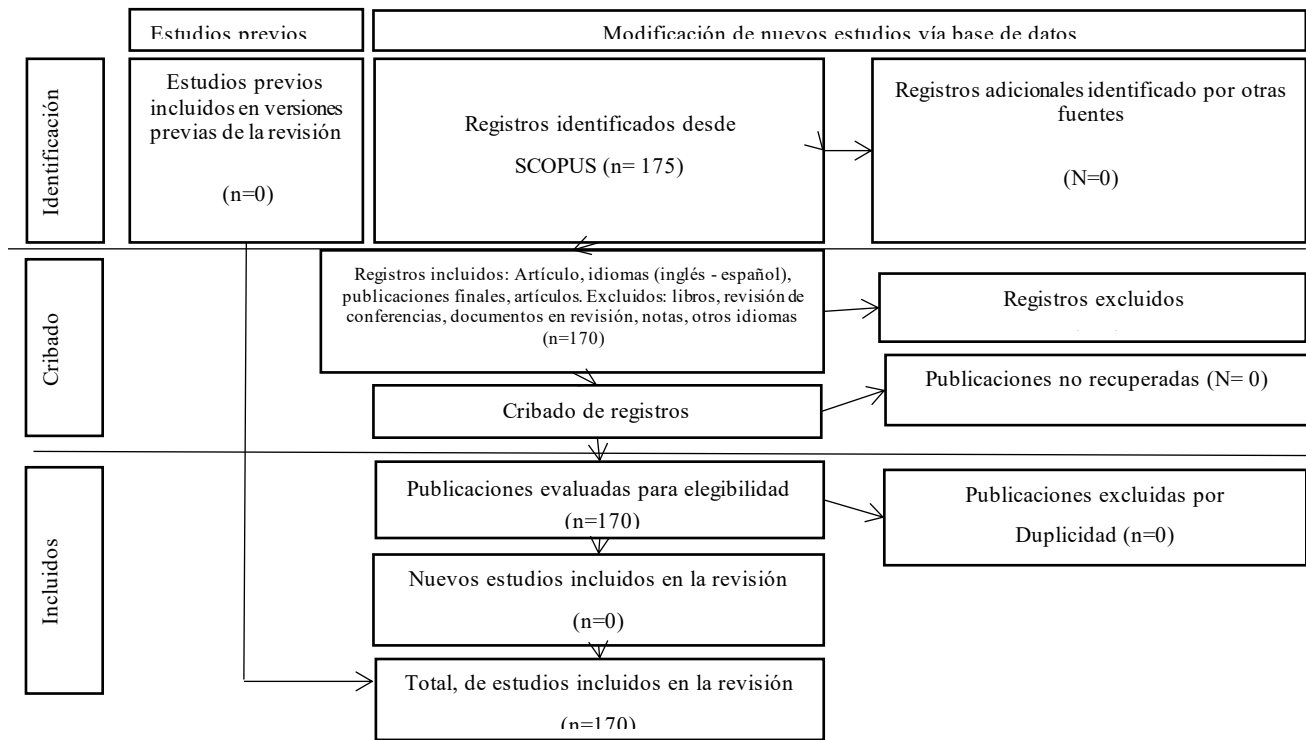 Estudios previos
Modificación de nuevos estudios vía base de datos
Identificación
Estudios previos
incluidos en versiones
previas de la revisión
(n=0)
Registros identificados desde
SCOPUS (n= 175)
Registros adicionales identificado por otras
fuentes
(N=0)
Cribado
Registros incluidos: Artículo, idiomas (inglés - español),
publicaciones finales, artículos. Excluidos: libros, revisión de
conferencias, documentos en revisión, notas, otros idiomas
(n=170)
Registros excluidos
Cribado de registros
Publicaciones no recuperadas (N= 0)
Incluidos
Publicaciones evaluadas para elegibilidad
(n=170)
Publicaciones excluidas por
Duplicidad (n=0)
Nuevos estudios incluidos en la revisión
(n=0)
Total, de estudios incluidos en la revisión
(n=170)